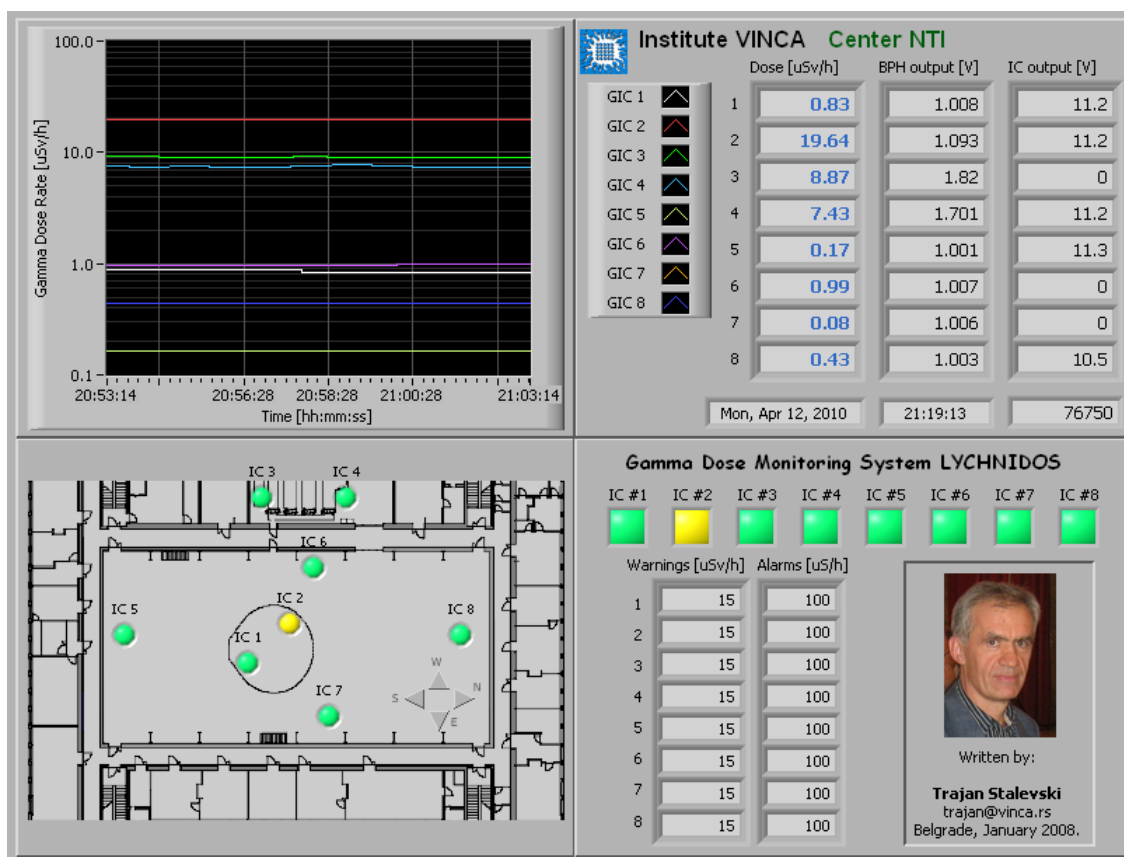 100.0
10.0
1.0
0.1
Gamma Dose Rate [uSv/h]
20:53:14 20:56:28 20:58:28 21:00:28 21:03:14
Time [hh:mm:ss]
Institute VINCA Center NTI
Dose [uSv/h] BPH output [V] IC output [V]
GIC 1
GIC 2
GIC 3
GIC 4
GIC 5
GIC 6
GIC 7
GIC 8
1 0.83 1.008 11.2
2 19.64 1.093 11.2
3 8.87 1.82 0
4 7.43 1.701 11.2
5 0.17 1.001 11.3
6 0.99 1.007 0
7 0.08 1.006 0
8 0.43 1.003 10.5
Mon, Apr 12, 2010 21:19:13 76750
IC 3 IC 4
IC 6
IC 2
IC 5 IC 8
IC 1
IC 7
W
S N
E
Gamma Dose Monitoring System LYCHNIDOS
IC #1 IC #2 IC #3 IC #4 IC #5 IC #6 IC #7 IC #8
Warnings [uSv/h] Alarms [uS/h]
1 15 100
2 15 100
3 15 100
4 15 100
5 15 100
6 15 100
7 15 100
8 15 100
Written by:
Trajan Stalevski
trajan@vinca.rs
Belgrade, January 2008.